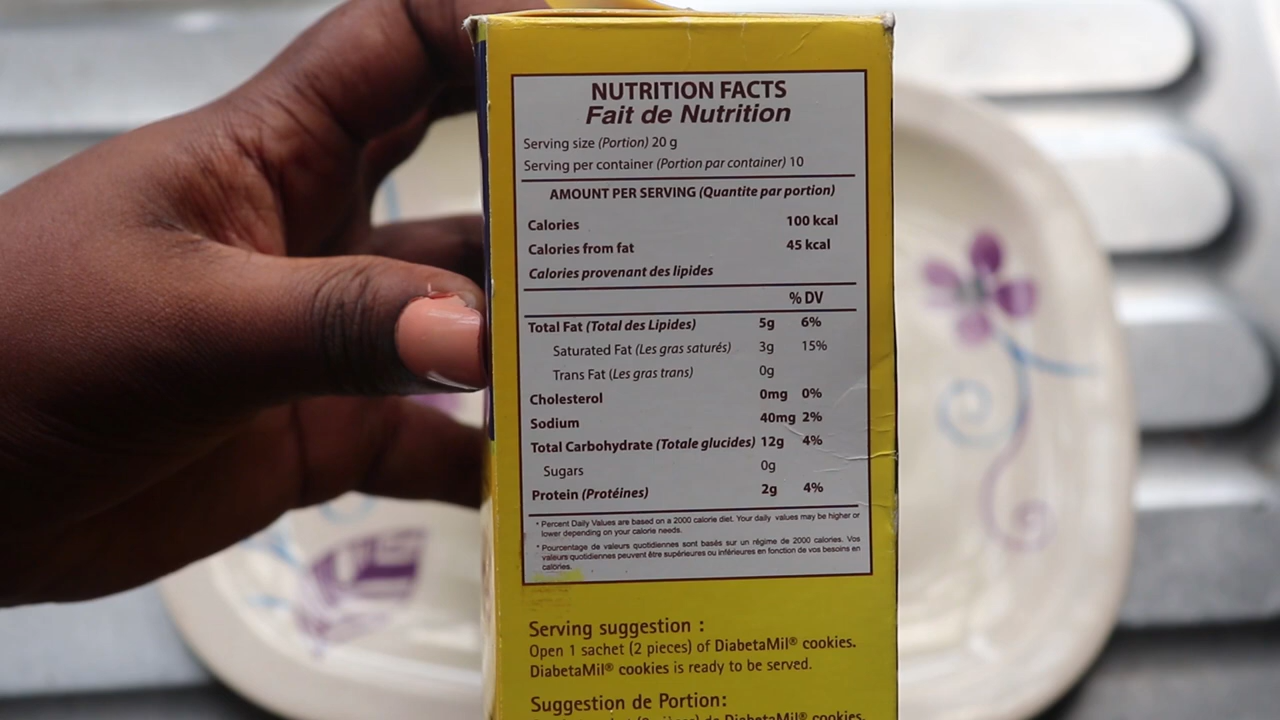 NUTRITION FACTS
Fait de Nutrition
Serving size (Portion) 20 g
Serving per container (Portion par container) 10
AMOUNT PER SERVING (Quantite par portion)
Calories 100 kcal
Calories from fat 45 kcal
Calories provenant des lipides
% DV
Total Fat (Total des Lipides) 5g 6%
Saturated Fat (Les gras saturés) 3g 15%
Trans Fat (Les gras trans) 0g
Cholesterol 0mg 0%
Sodium 40mg 2%
Total Carbohydrate (Totale glucides) 12g 4%
Sugars 0g
Protein (Protéines) 2g 4%
* Percent Daily Values are based on a 2000 calorie diet. Your daily values may be higher or
lower depending on your calorie needs.
* Pourcentage de valeurs quotidiennes sont basés sur un régime de 2000 calories. Vos
valeurs quotidiennes peuvent être supérieures ou inférieures en fonction de vos besoins en
calories.
Serving suggestion :
Open 1 sachet (2 pieces) of DiabetaMil® cookies.
DiabetaMil® cookies is ready to be served.
Suggestion de Portion:
DiabetaMil® cookies.